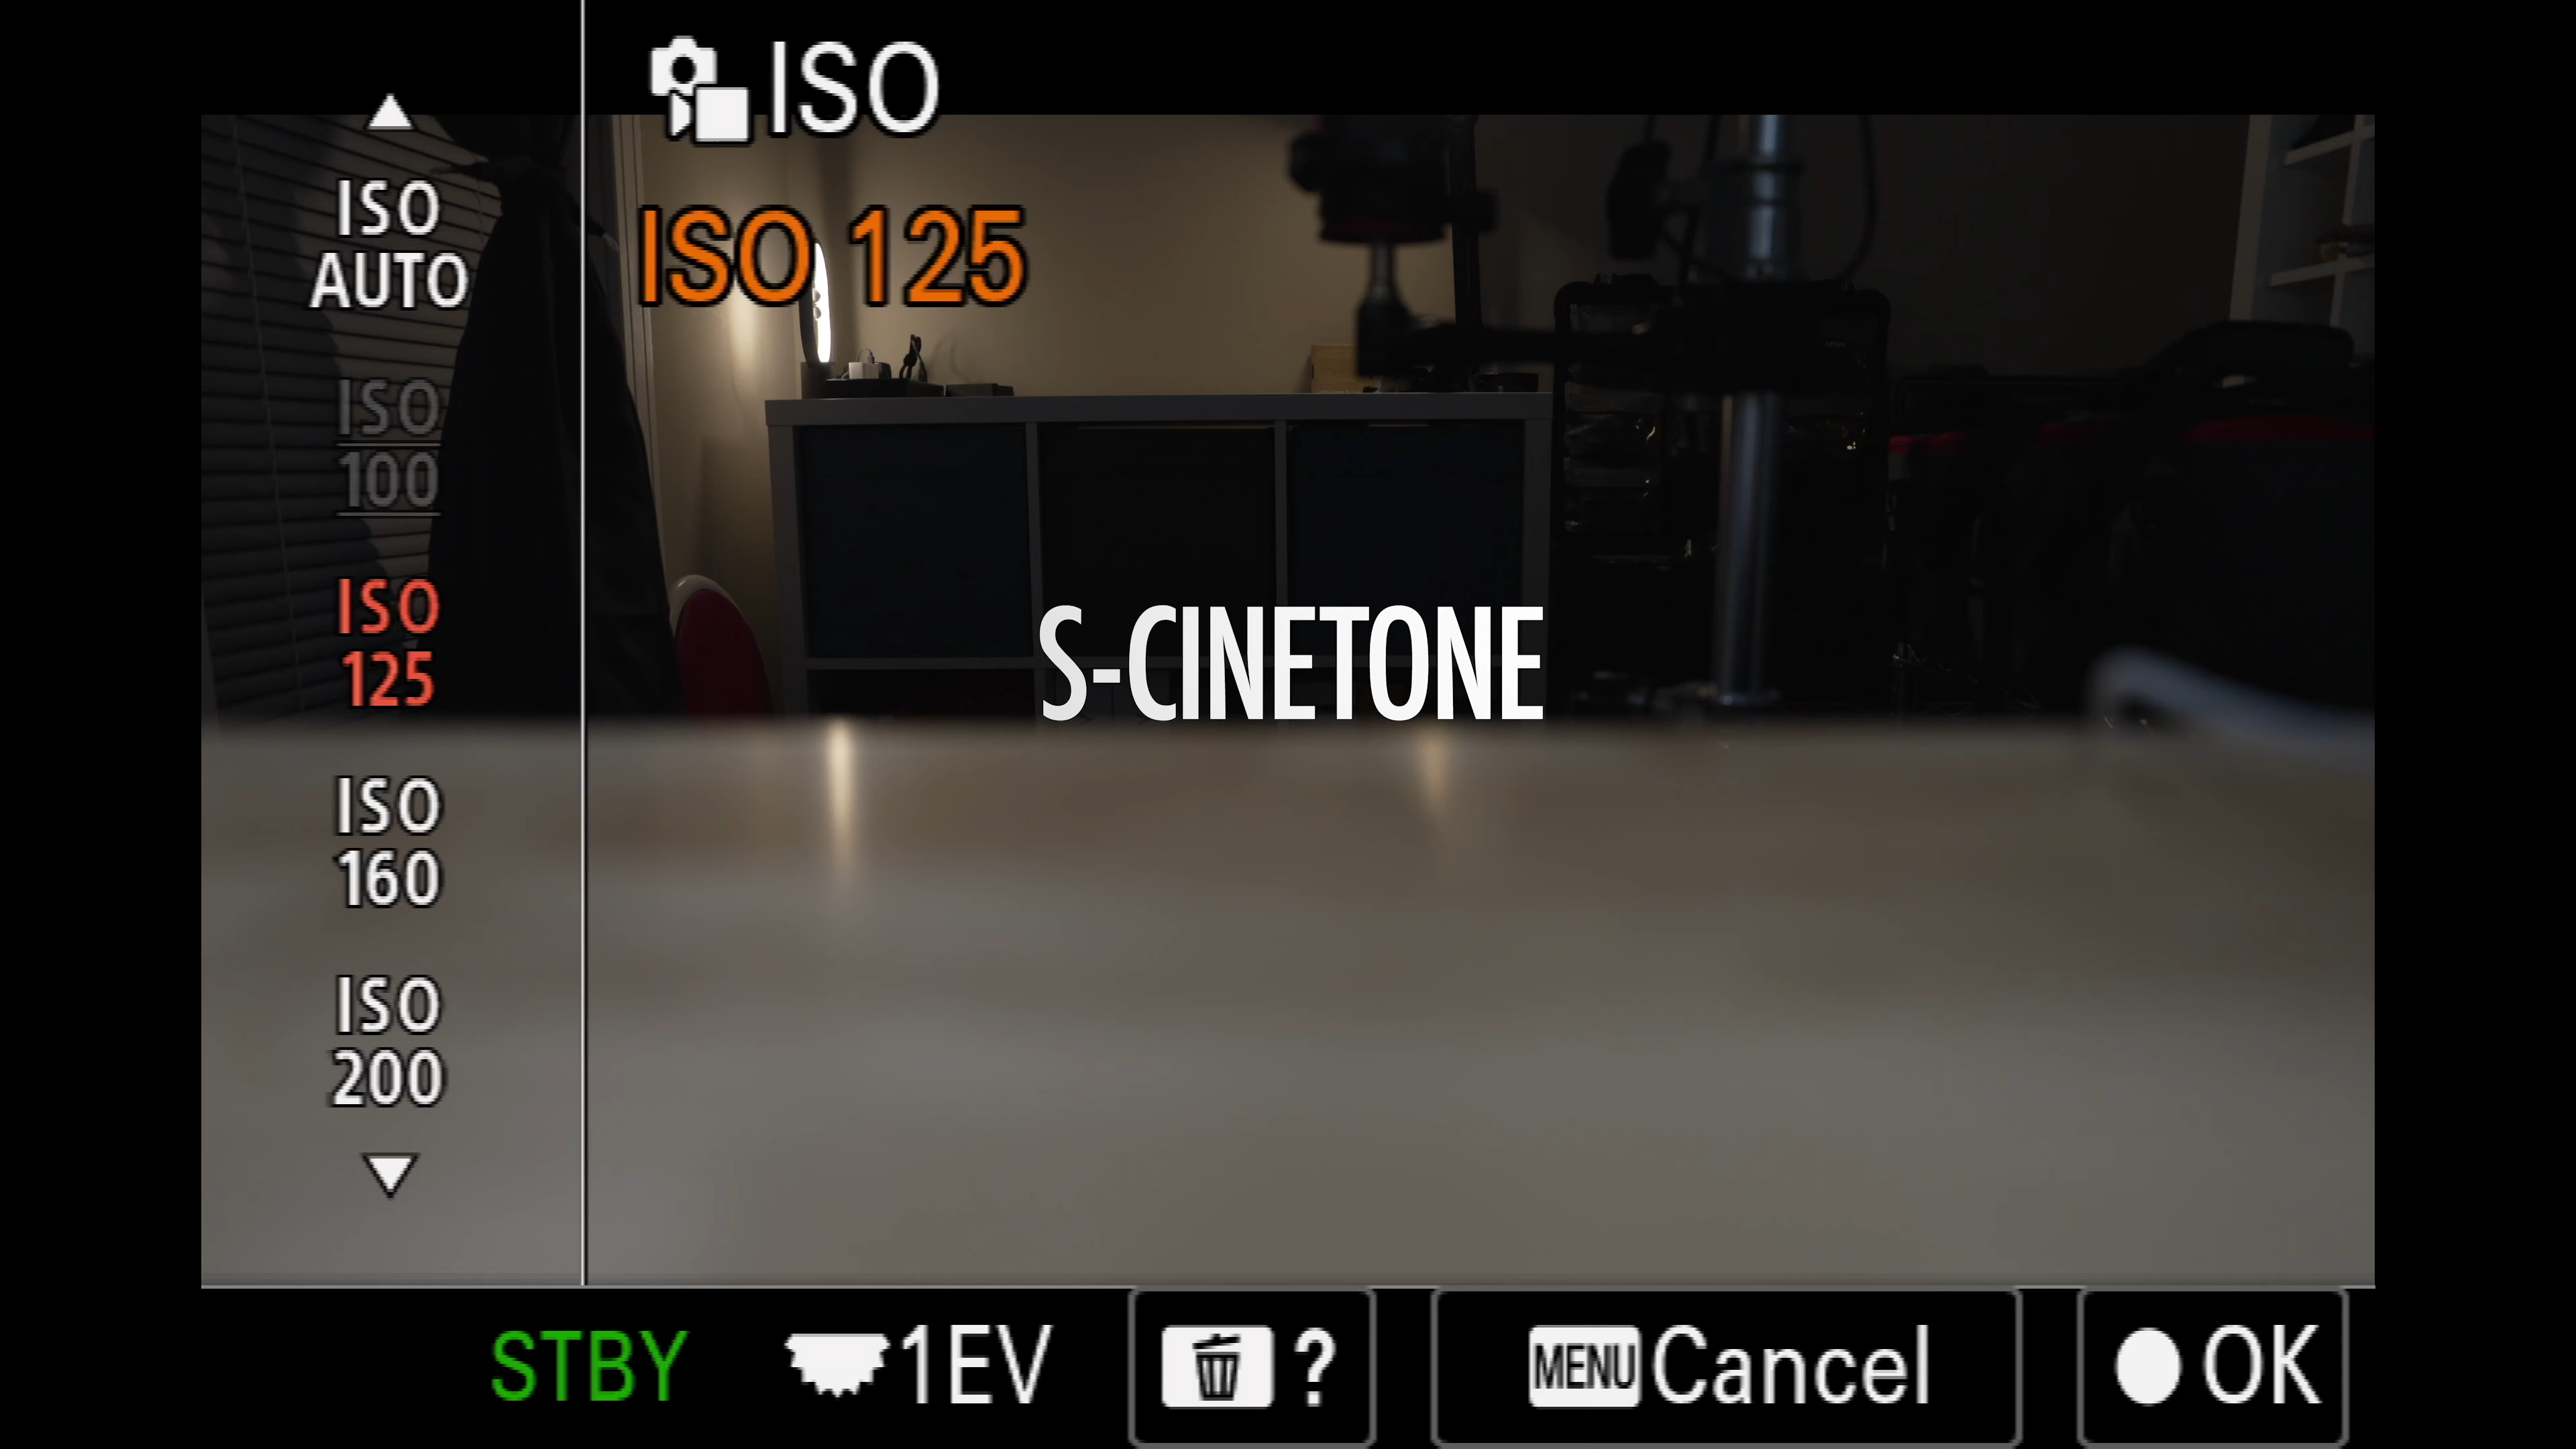 ISO
ISO 125
ISO
AUTO
ISO
100
ISO
125
ISO
160
ISO
200
S-CINETONE
STBY
1EV
?
MENU Cancel
OK